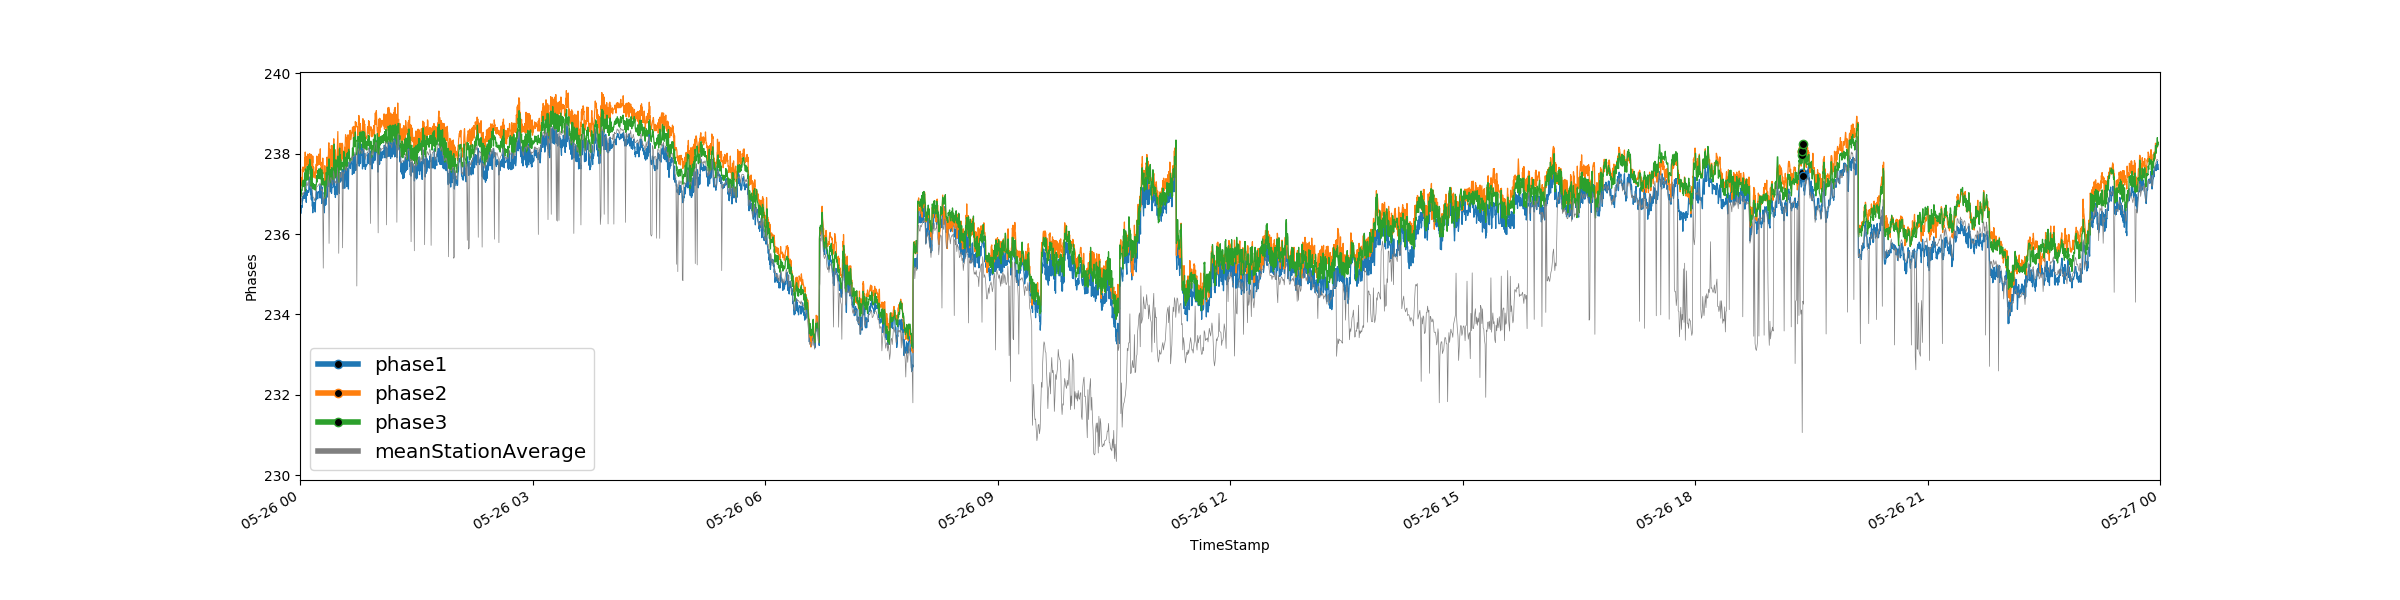 240
238
236
234
232
230
Phases
phase1
phase2
phase3
meanStationAverage
05-26 00
05-26 03
05-26 06
05-26 09
05-26 12
05-26 15
05-26 18
05-26 21
05-27 00
TimeStamp